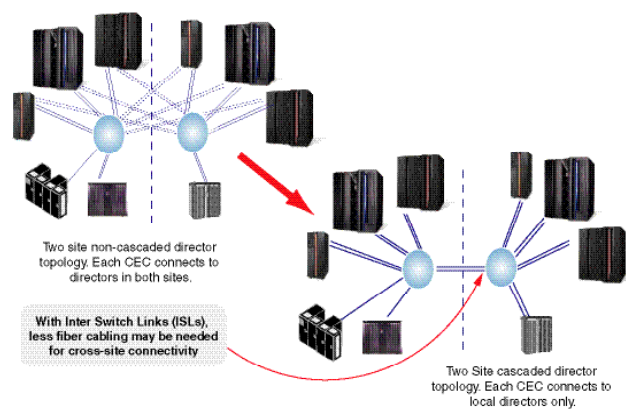 Two site non-cascaded director
topology. Each CEC connects to
directors in both sites.
With Inter Switch Links (ISLs),
less fiber cabling may be needed
for cross-site connectivity
Two Site cascaded director
topology. Each CEC connects to
local directors only.